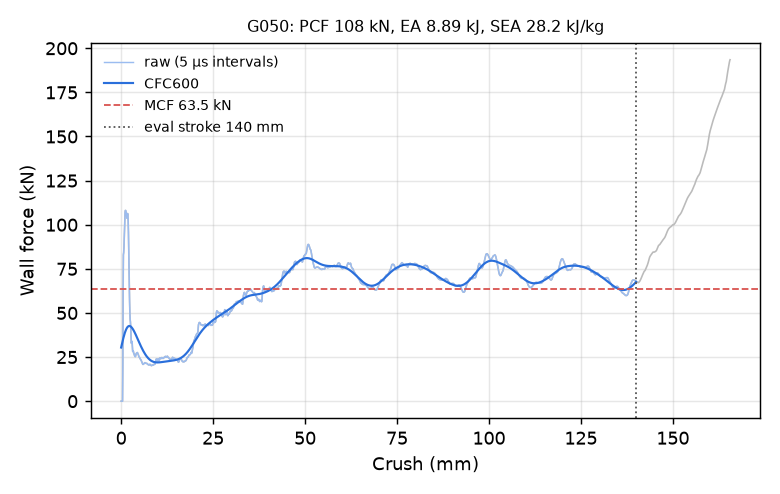 G050: PCF 108 kN, EA 8.89 kJ, SEA 28.2 kJ/kg
raw (5 µs intervals)
CFC600
MCF 63.5 kN
eval stroke 140 mm
Wall force (kN)
200
175
150
125
100
75
50
25
0
0
25
50
75
100
125
150
Crush (mm)